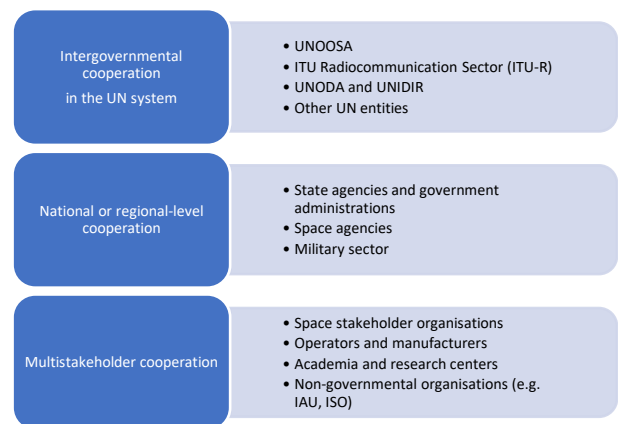 Intergovernmental
cooperation
in the UN system
• UNOOSA
• ITU Radiocommunication Sector (ITU-R)
• UNODA and UNIDIR
• Other UN entities
National or regional-level
cooperation
• State agencies and government
administrations
• Space agencies
• Military sector
Multistakeholder cooperation
• Space stakeholder organisations
• Operators and manufacturers
• Academia and research centers
• Non-governmental organisations (e.g.
IAU, ISO)